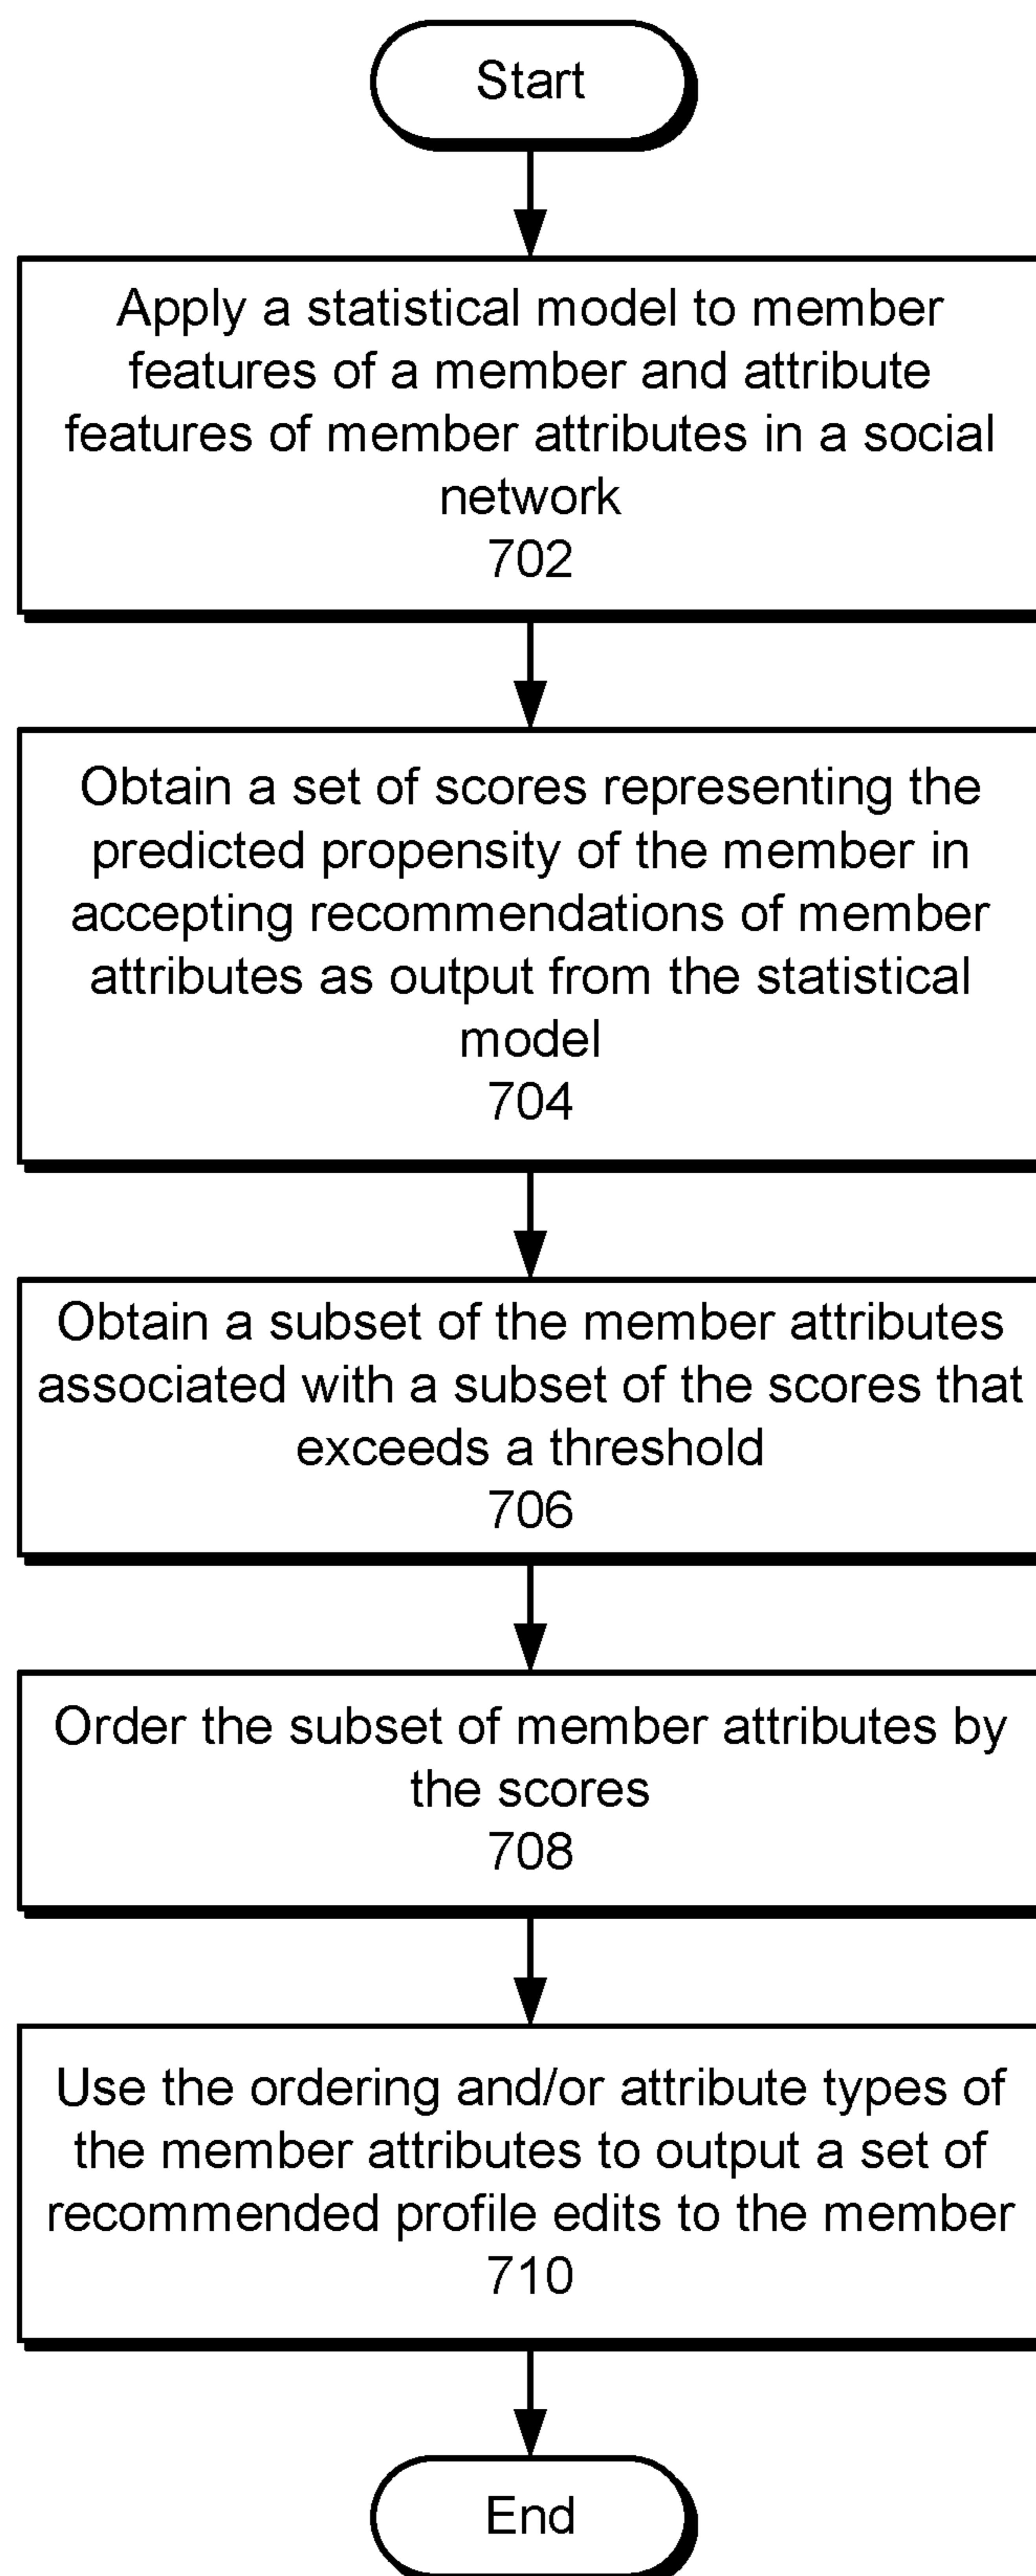 Start
Apply a statistical model to member
features of a member and attribute
features of member attributes in a social
network
702
Obtain a set of scores representing the
predicted propensity of the member in
accepting recommendations of member
attributes as output from the statistical
model
704
Obtain a subset of the member attributes
associated with a subset of the scores that
exceeds a threshold
706
Order the subset of member attributes by
the scores
708
Use the ordering and/or attribute types of
the member attributes to output a set of
recommended profile edits to the member
710
End